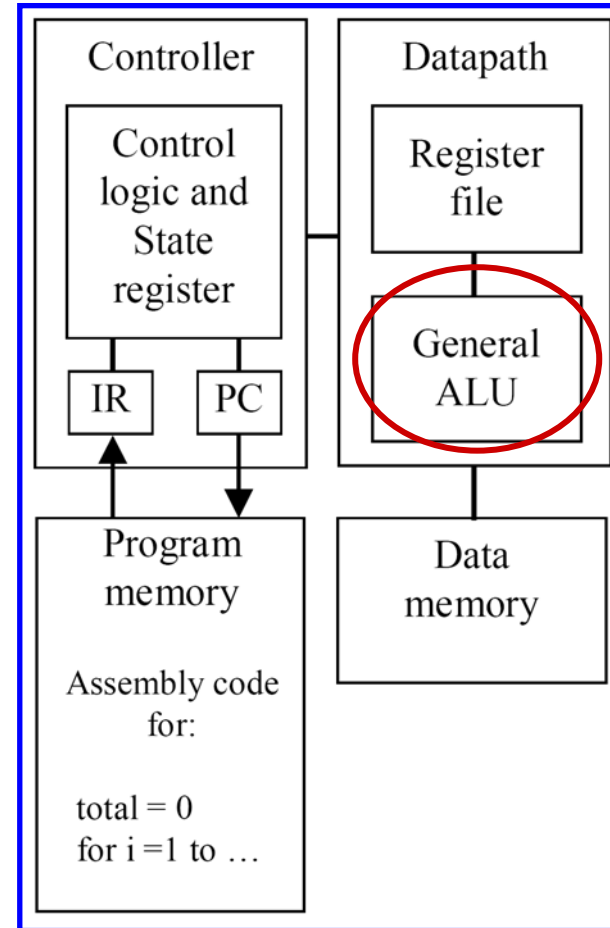 Controller
Control
logic and
State
register
IR
PC
Datapath
Register
file
General
ALU
Program
memory
Assembly code
for:
total = 0
for i =1 to …
Data
memory